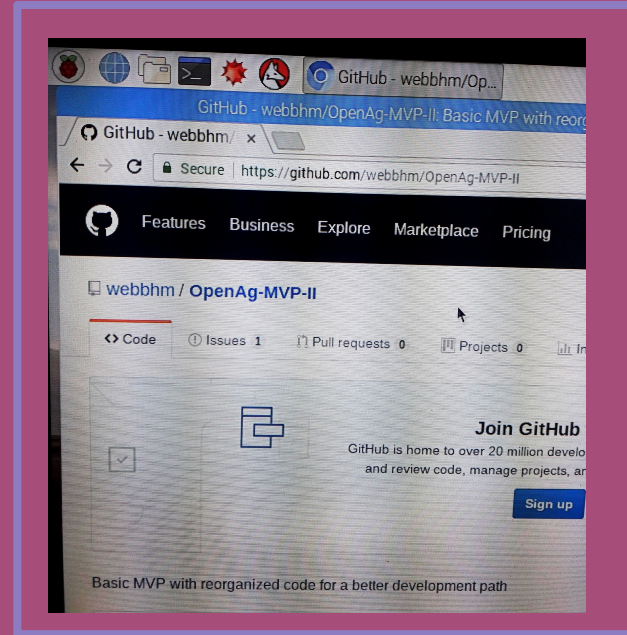 GitHub - webbhm/Op...
GitHub - webbhm/OpenAg-MVP-II: Basic MVP with reorg
GitHub - webbhm/ ×
Secure https://github.com/webbhm/OpenAg-MVP-II
Features Business Explore Marketplace Pricing
webbhm / OpenAg-MVP-II
<> Code Issues 1 Pull requests 0 Projects 0 In
Join GitHub
GitHub is home to over 20 million develo
and review code, manage projects, an
Sign up
Basic MVP with reorganized code for a better development path